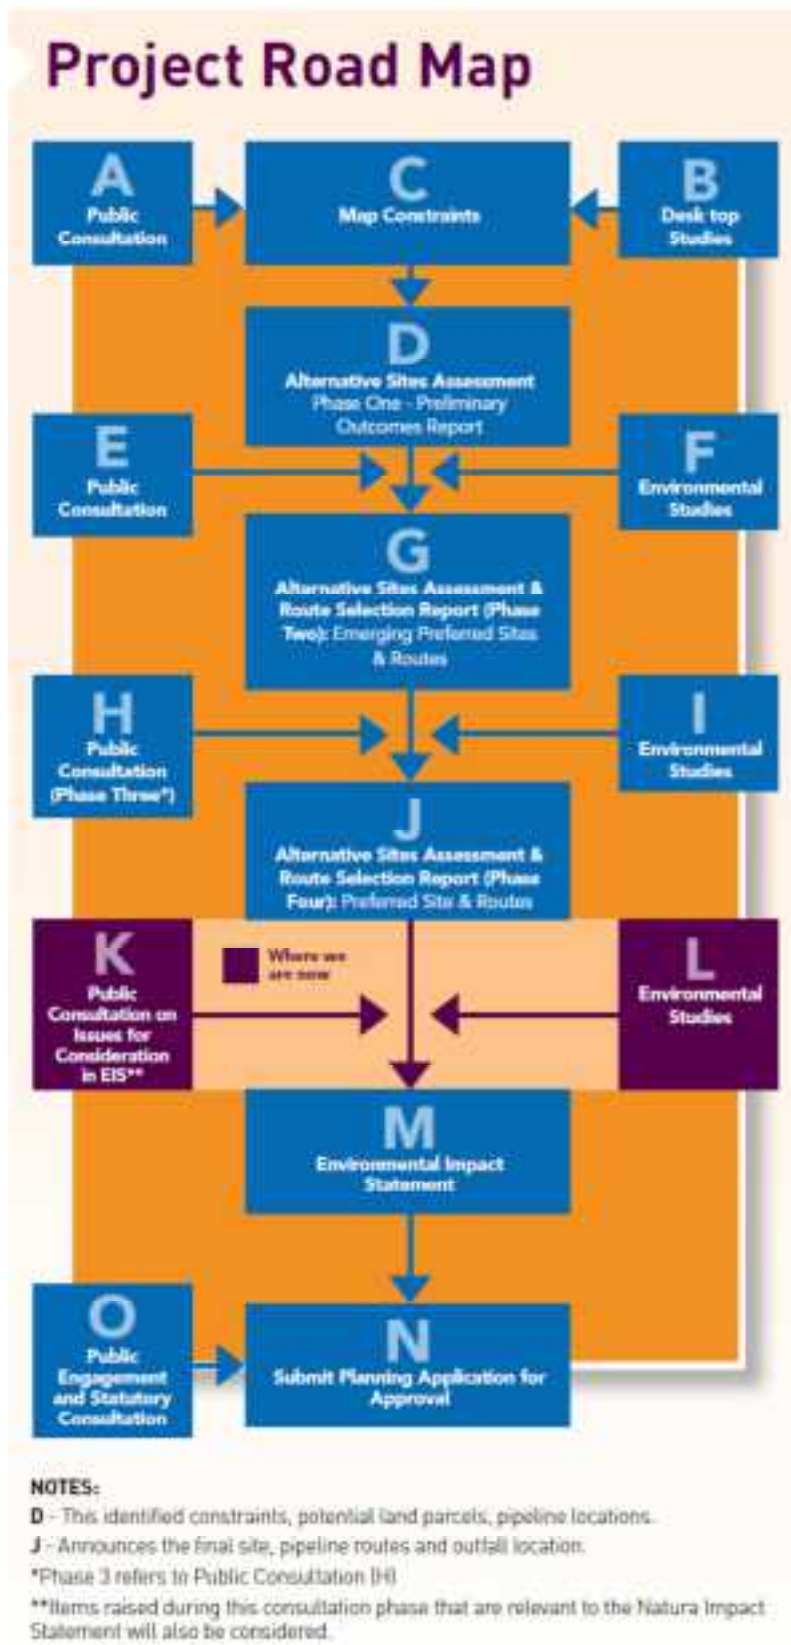 Project Road Map
A
Public
Consultation
C
Map Constraints
B
Desk top
Studies
D
Alternative Sites Assessment
Phase One - Preliminary
Outcomes Report
E
Public
Consultation
F
Environmental
Studies
G
Alternative Sites Assessment &
Route Selection Report (Phase
Two): Emerging Preferred Sites
& Routes
H
Public
Consultation
(Phase Three*)
I
Environmental
Studies
J
Alternative Sites Assessment &
Route Selection Report (Phase
Four): Preferred Site & Routes
K
Public
Consultation on
Issues for
Consideration
in EIS**
Where we
are now
L
Environmental
Studies
M
Environmental Impact
Statement
O
Public
Engagement
and Statutory
Consultation
N
Submit Planning Application for
Approval
NOTES:
D - This identified constraints, potential land parcels, pipeline locations.
J - Announces the final site, pipeline routes and outfall location.
*Phase 3 refers to Public Consultation (H)
**Items raised during this consultation phase that are relevant to the Natura Impact
Statement will also be considered.